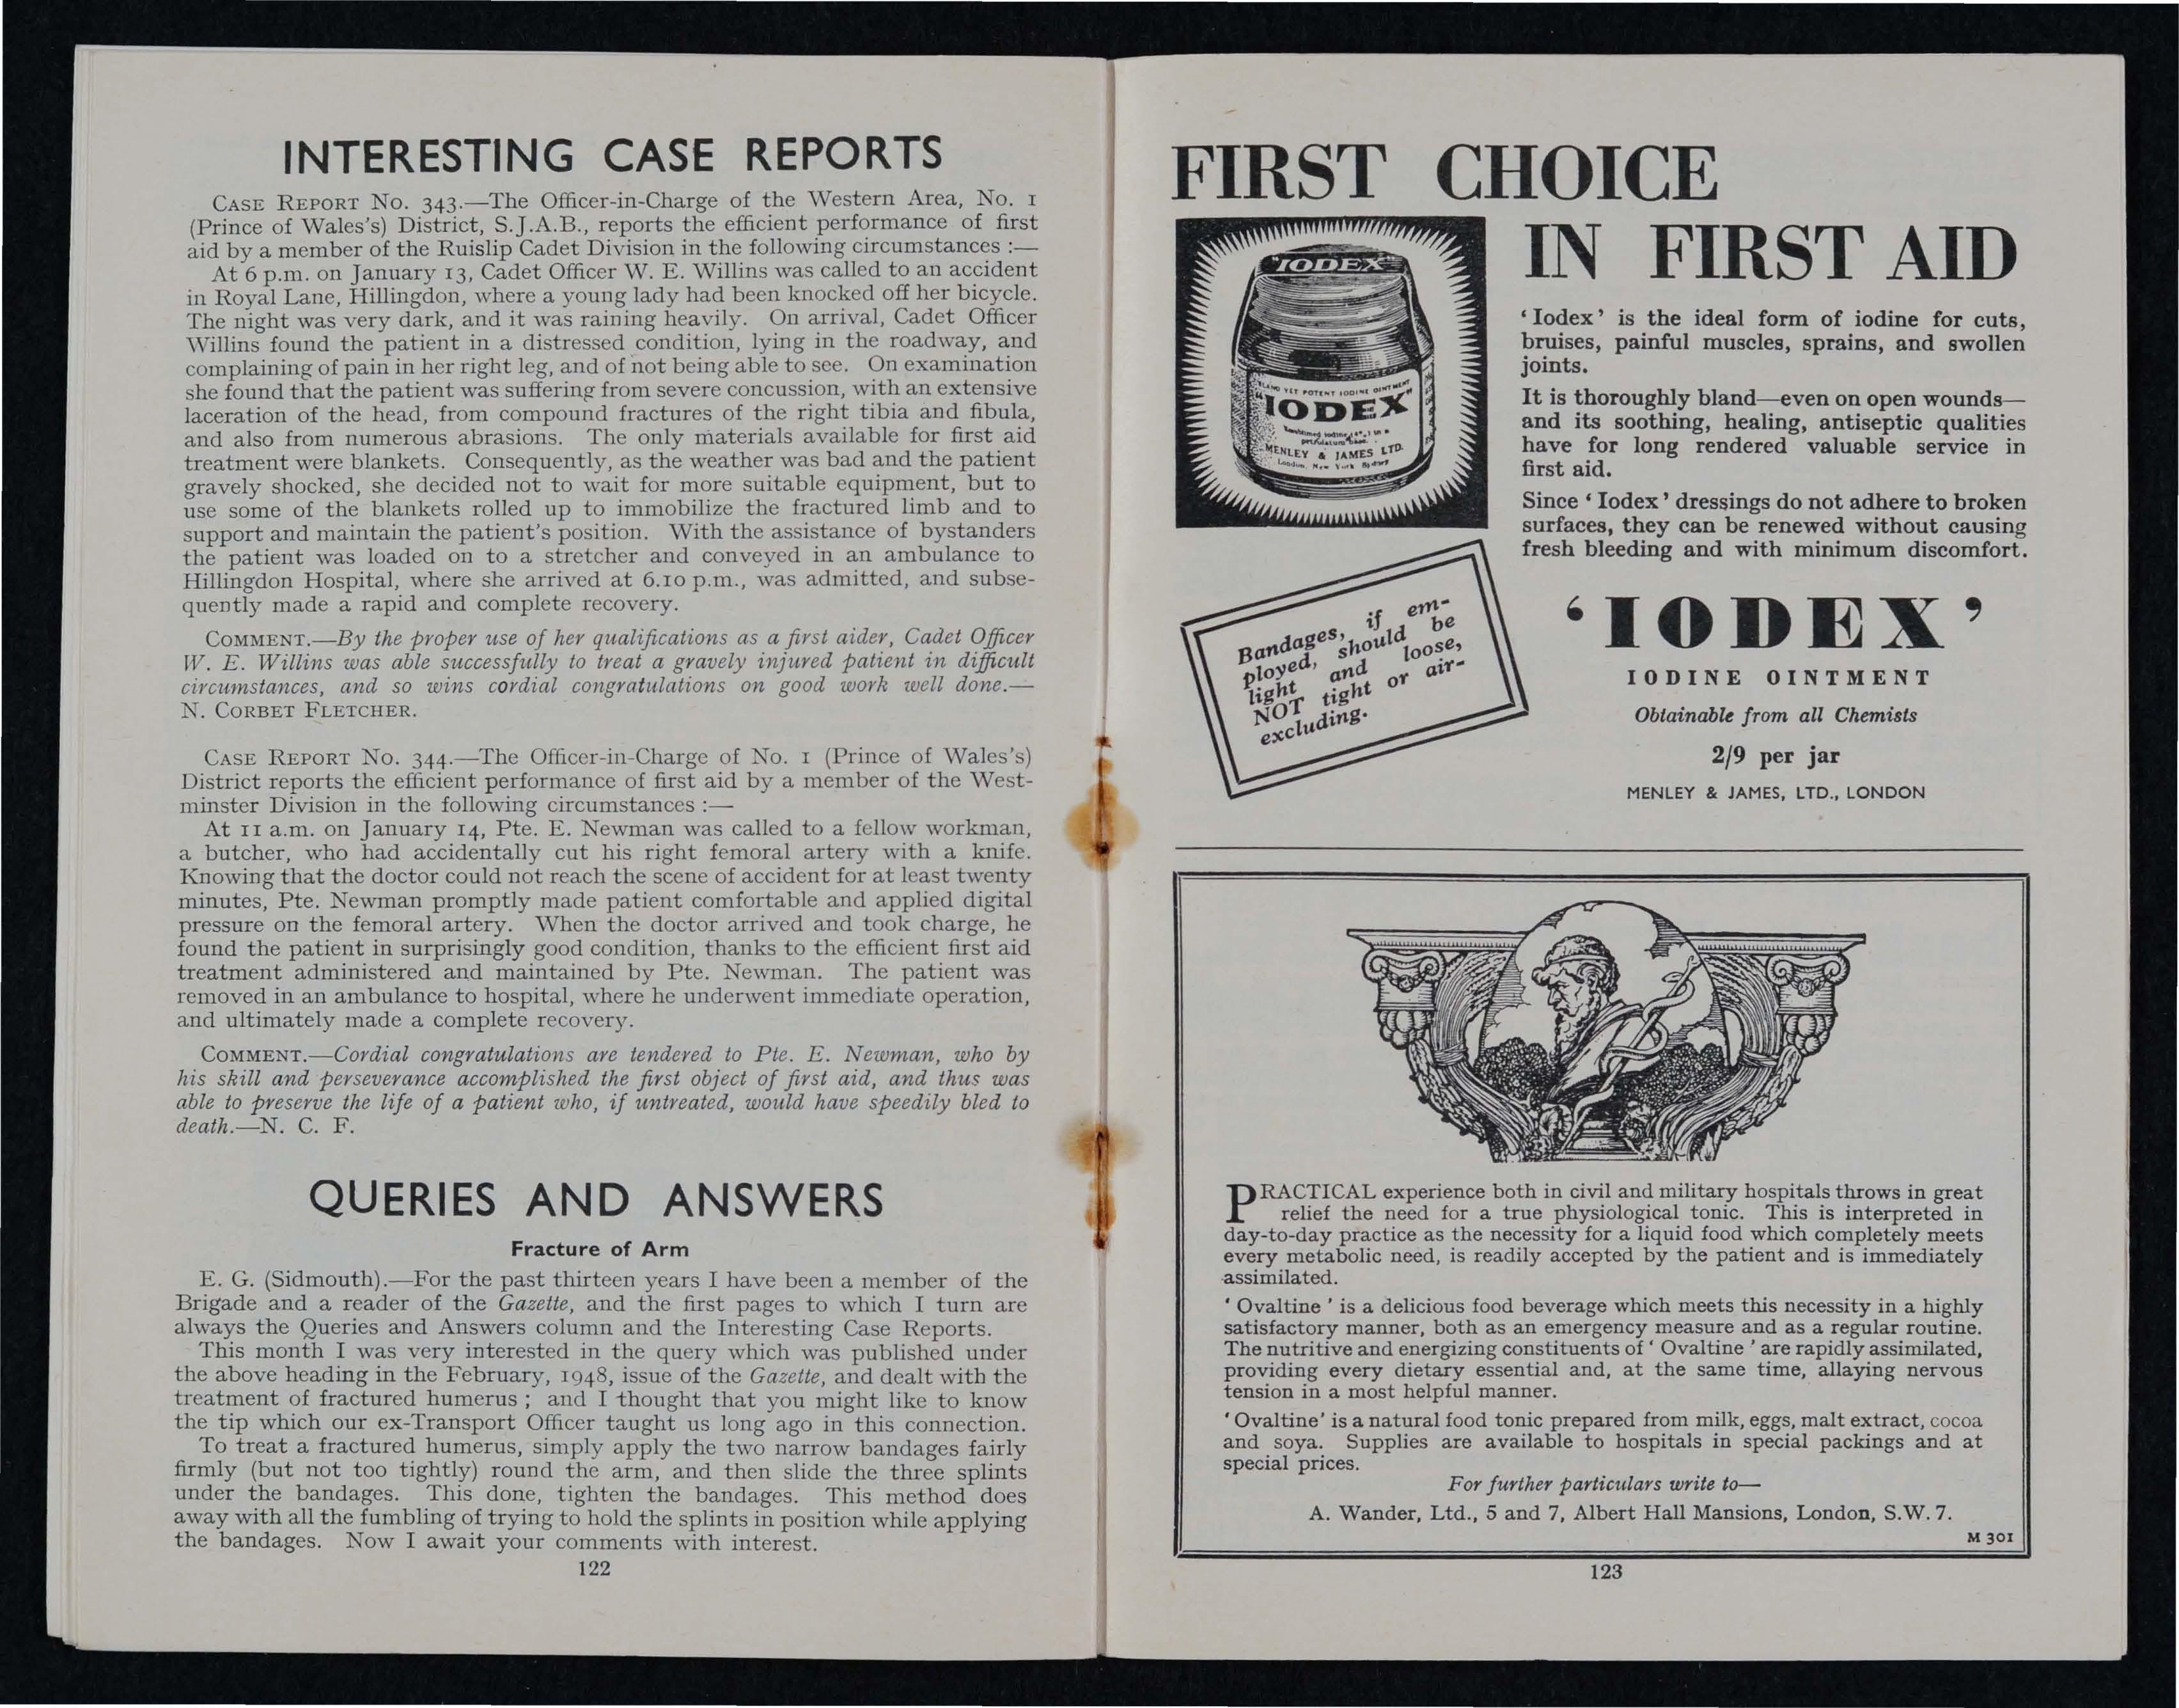 INTERESTING CASE REPORTS
CASE REPORT No. 343.—The Officer-in-Charge of the Western Area, No. 1
(Prince of Wales's) District, S.J.A.B., reports the efficient performance of first
aid by a member of the Ruislip Cadet Division in the following circumstances :—
At 6 p.m. on January 13, Cadet Officer W. E. Willins was called to an accident
in Royal Lane, Hillingdon, where a young lady had been knocked off her bicycle.
The night was very dark, and it was raining heavily. On arrival, Cadet Officer
Willins found the patient in a distressed condition, lying in the roadway, and
complaining of pain in her right leg, and of not being able to see. On examination
she found that the patient was suffering from severe concussion, with an extensive
laceration of the head, from compound fractures of the right tibia and fibula,
and also from numerous abrasions. The only materials available for first aid
treatment were blankets. Consequently, as the weather was bad and the patient
gravely shocked, she decided not to wait for more suitable equipment, but to
use some of the blankets rolled up to immobilize the fractured limb and to
support and maintain the patient's position. With the assistance of bystanders
the patient was loaded on to a stretcher and conveyed in an ambulance to
Hillingdon Hospital, where she arrived at 6.10 p.m., was admitted, and subse-
quently made a rapid and complete recovery.
COMMENT.—By the proper use of her qualifications as a first aider, Cadet Officer
W. E. Willins was able successfully to treat a gravely injured patient in difficult
circumstances, and so wins cordial congratulations on good work well done.—
N. CORBET FLETCHER.
CASE REPORT No. 344.—The Officer-in-Charge of No. 1 (Prince of Wales's)
District reports the efficient performance of first aid by a member of the West-
minster Division in the following circumstances :—
At 11 a.m. on January 14, Pte. E. Newman was called to a fellow workman,
a butcher, who had accidentally cut his right femoral artery with a knife.
Knowing that the doctor could not reach the scene of accident for at least twenty
minutes, Pte. Newman promptly made patient comfortable and applied digital
pressure on the femoral artery. When the doctor arrived and took charge, he
found the patient in surprisingly good condition, thanks to the efficient first aid
treatment administered and maintained by Pte. Newman. The patient was
removed in an ambulance to hospital, where he underwent immediate operation,
and ultimately made a complete recovery.
COMMENT.—Cordial congratulations are tendered to Pte. E. Newman, who by
his skill and perseverance accomplished the first object of first aid, and thus was
able to preserve the life of a patient who, if untreated, would have speedily bled to
death.—N. C. F.
QUERIES AND ANSWERS
Fracture of Arm
E. G. (Sidmouth).—For the past thirteen years I have been a member of the
Brigade and a reader of the Gazette, and the first pages to which I turn are
always the Queries and Answers column and the Interesting Case Reports.
This month I was very interested in the query which was published under
the above heading in the February, 1948, issue of the Gazette, and dealt with the
treatment of fractured humerus ; and I thought that you might like to know
the tip which our ex-Transport Officer taught us long ago in this connection.
To treat a fractured humerus, simply apply the two narrow bandages fairly
firmly (but not too tightly) round the arm, and then slide the three splints
under the bandages. This done, tighten the bandages. This method does
away with all the fumbling of trying to hold the splints in position while applying
the bandages. Now I await your comments with interest.
122
FIRST CHOICE
IN FIRST AID
"IODEX"
BLAND YET POTENT IODINE OINTMENT
"IODEX"
MENLEY & JAMES LTD.
London, New York Sydney
'Iodex' is the ideal form of iodine for cuts,
bruises, painful muscles, sprains, and swollen
joints.
It is thoroughly bland—even on open wounds—
and its soothing, healing, antiseptic qualities
have for long rendered valuable service in
first aid.
Since 'Iodex' dressings do not adhere to broken
surfaces, they can be renewed without causing
fresh bleeding and with minimum discomfort.
Bandages, if em-
ployed, should be
light and loose,
NOT tight or air-
excluding.
'IODEX'
IODINE OINTMENT
Obtainable from all Chemists
2/9 per jar
MENLEY & JAMES, LTD., LONDON
PRACTICAL experience both in civil and military hospitals throws in great
relief the need for a true physiological tonic. This is interpreted in
day-to-day practice as the necessity for a liquid food which completely meets
every metabolic need, is readily accepted by the patient and is immediately
assimilated.
'Ovaltine' is a delicious food beverage which meets this necessity in a highly
satisfactory manner, both as an emergency measure and as a regular routine.
The nutritive and energizing constituents of 'Ovaltine' are rapidly assimilated,
providing every dietary essential and, at the same time, allaying nervous
tension in a most helpful manner.
'Ovaltine' is a natural food tonic prepared from milk, eggs, malt extract, cocoa
and soya. Supplies are available to hospitals in special packings and at
special prices.
For further particulars write to—
A. Wander, Ltd., 5 and 7, Albert Hall Mansions, London, S.W. 7.
M 301
123